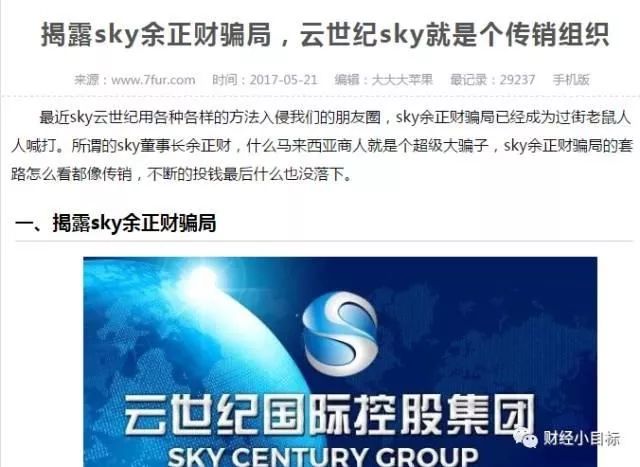 揭露sky余正财骗局，云世纪sky就是个传销组织
来源：www.7fur.com 时间：2017-05-21 编辑：大大大苹果 最记录：29237 手机版
最近sky云世纪用各种各样的方法入侵我们的朋友圈，sky余正财骗局已经成为过街老鼠人
人喊打。所谓的sky董事长余正财，什么马来西亚商人就是个超级大骗子，sky余正财骗局的套
路怎么看都像传销，不断的投钱最后什么也没落下。
一、揭露sky余正财骗局
S
云世纪国际控股集团
SKY CENTURY GROUP
财经小目标